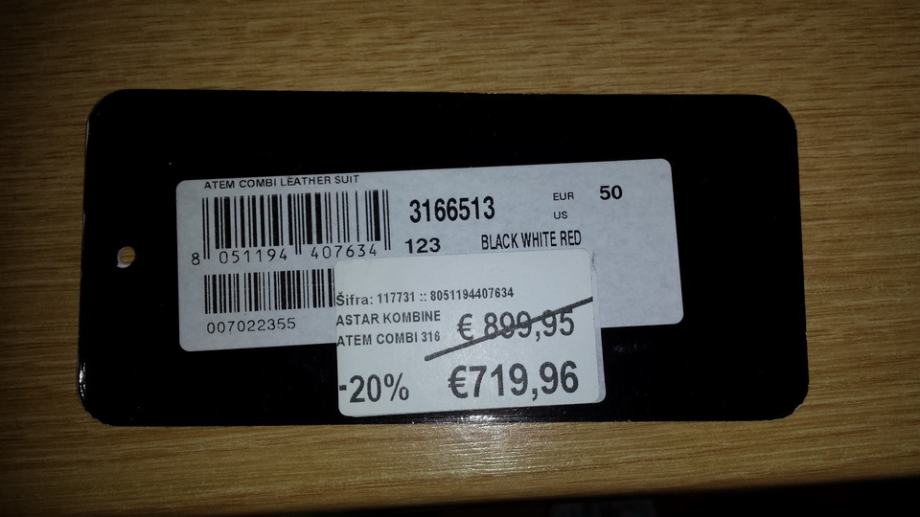 ATEM COMBI LEATHER SUIT
3166513
EUR 50
US
8 051194 407634
123 BLACK WHITE RED
007022355
Šifra: 117731 :: 8051194407634
ASTAR KOMBINE
ATEM COMBI 316
€ 899,95
-20% €719,96